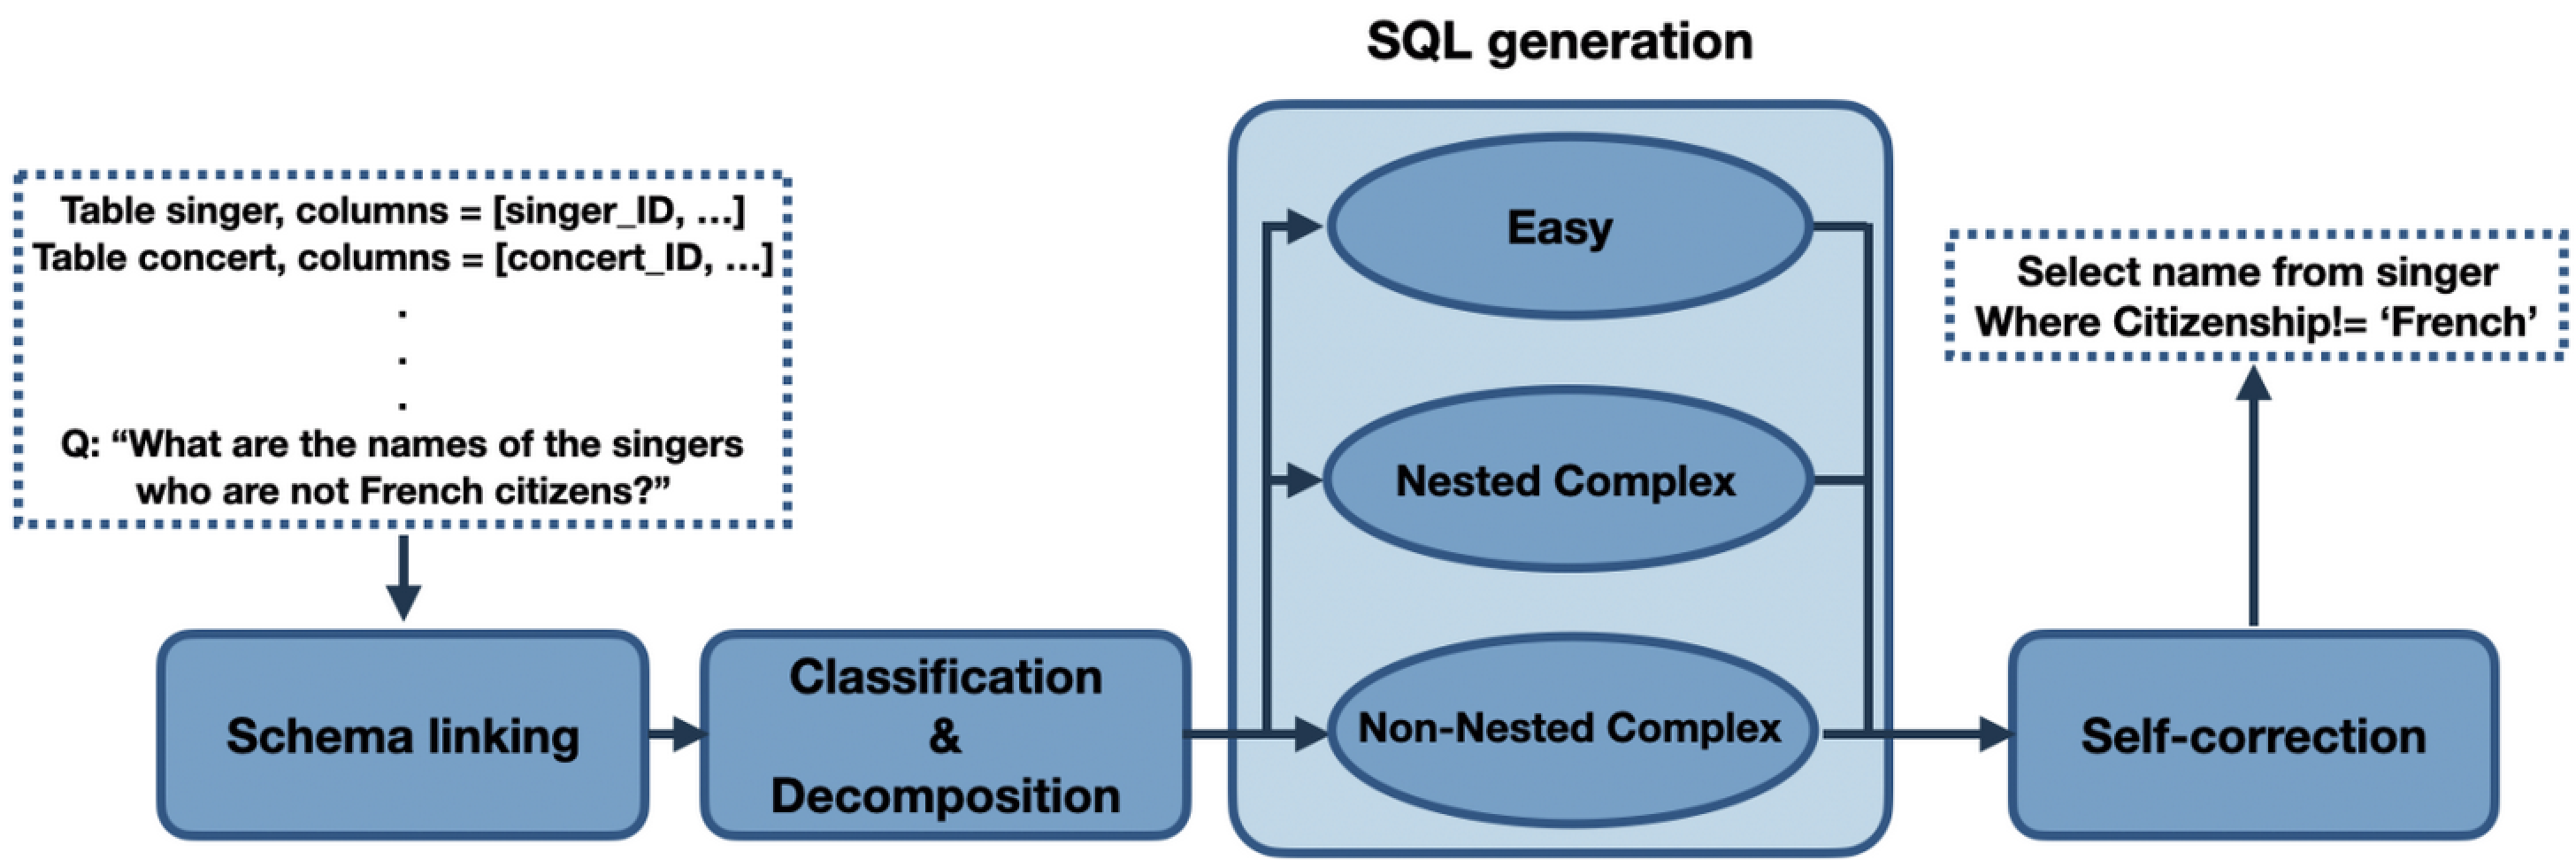 SQL generation
Table singer, columns = [singer_ID, ...]
Table concert, columns = [concert_ID, ...]
.
.
.
Q: “What are the names of the singers
who are not French citizens?”
Schema linking
Classification
&
Decomposition
Easy
Nested Complex
Non-Nested Complex
Self-correction
Select name from singer
Where Citizenship!= ‘French’